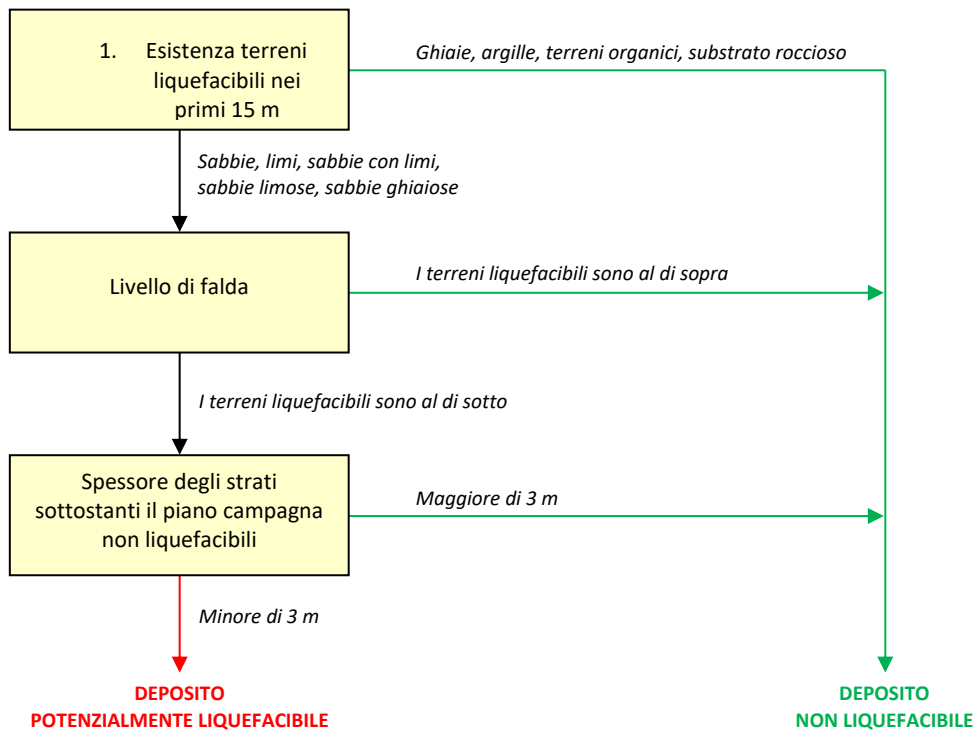 1. Esistenza terreni
liquefacibili nei
primi 15 m
Ghiaie, argille, terreni organici, substrato roccioso
Sabbie, limi, sabbie con limi,
sabbie limose, sabbie ghiaiose
Livello di falda
I terreni liquefacibili sono al di sopra
I terreni liquefacibili sono al di sotto
Spessore degli strati
sottostanti il piano campagna
non liquefacibili
Maggiore di 3 m
Minore di 3 m
DEPOSITO
POTENZIALMENTE LIQUEFACIBILE
DEPOSITO
NON LIQUEFACIBILE